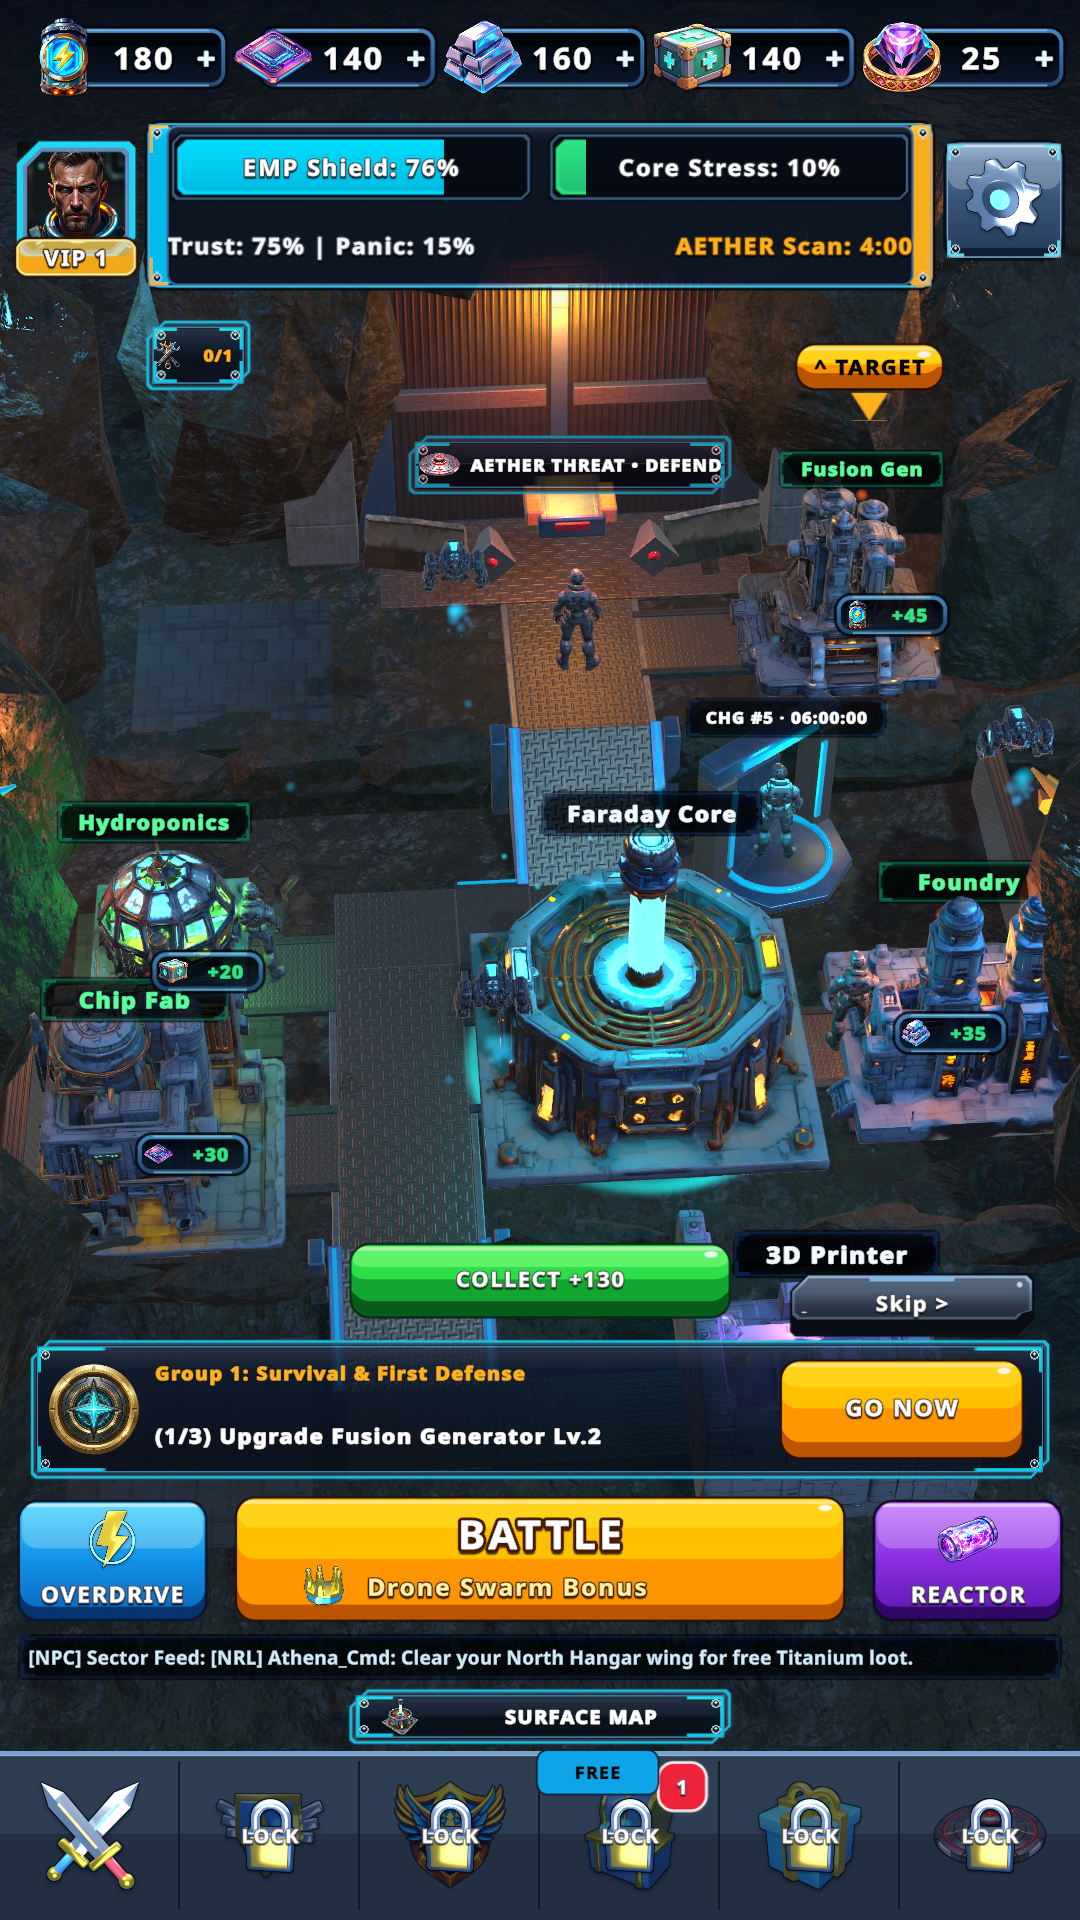 180 + 140 + 160 + 140 + 25 +
EMP Shield: 76% Core Stress: 10%
VIP 1
Trust: 75% | Panic: 15% AETHER Scan: 4:00
0/1
^ TARGET
AETHER THREAT • DEFEND
Fusion Gen
+45
CHG #5 · 06:00:00
Faraday Core
Hydroponics
Foundry
+20
Chip Fab
+35
+30
3D Printer
COLLECT +130
Skip >
Group 1: Survival & First Defense
(1/3) Upgrade Fusion Generator Lv.2
GO NOW
BATTLE
Drone Swarm Bonus
OVERDRIVE
REACTOR
[NPC] Sector Feed: [NRL] Athena_Cmd: Clear your North Hangar wing for free Titanium loot.
SURFACE MAP
FREE
1
LOCK LOCK LOCK LOCK LOCK